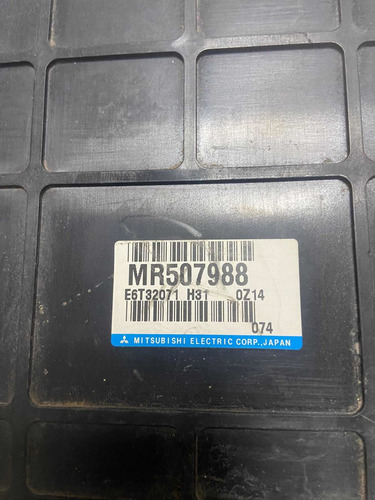 MR507988
E6T32071 H31 0Z14
074
MITSUBISHI ELECTRIC CORP.,JAPAN